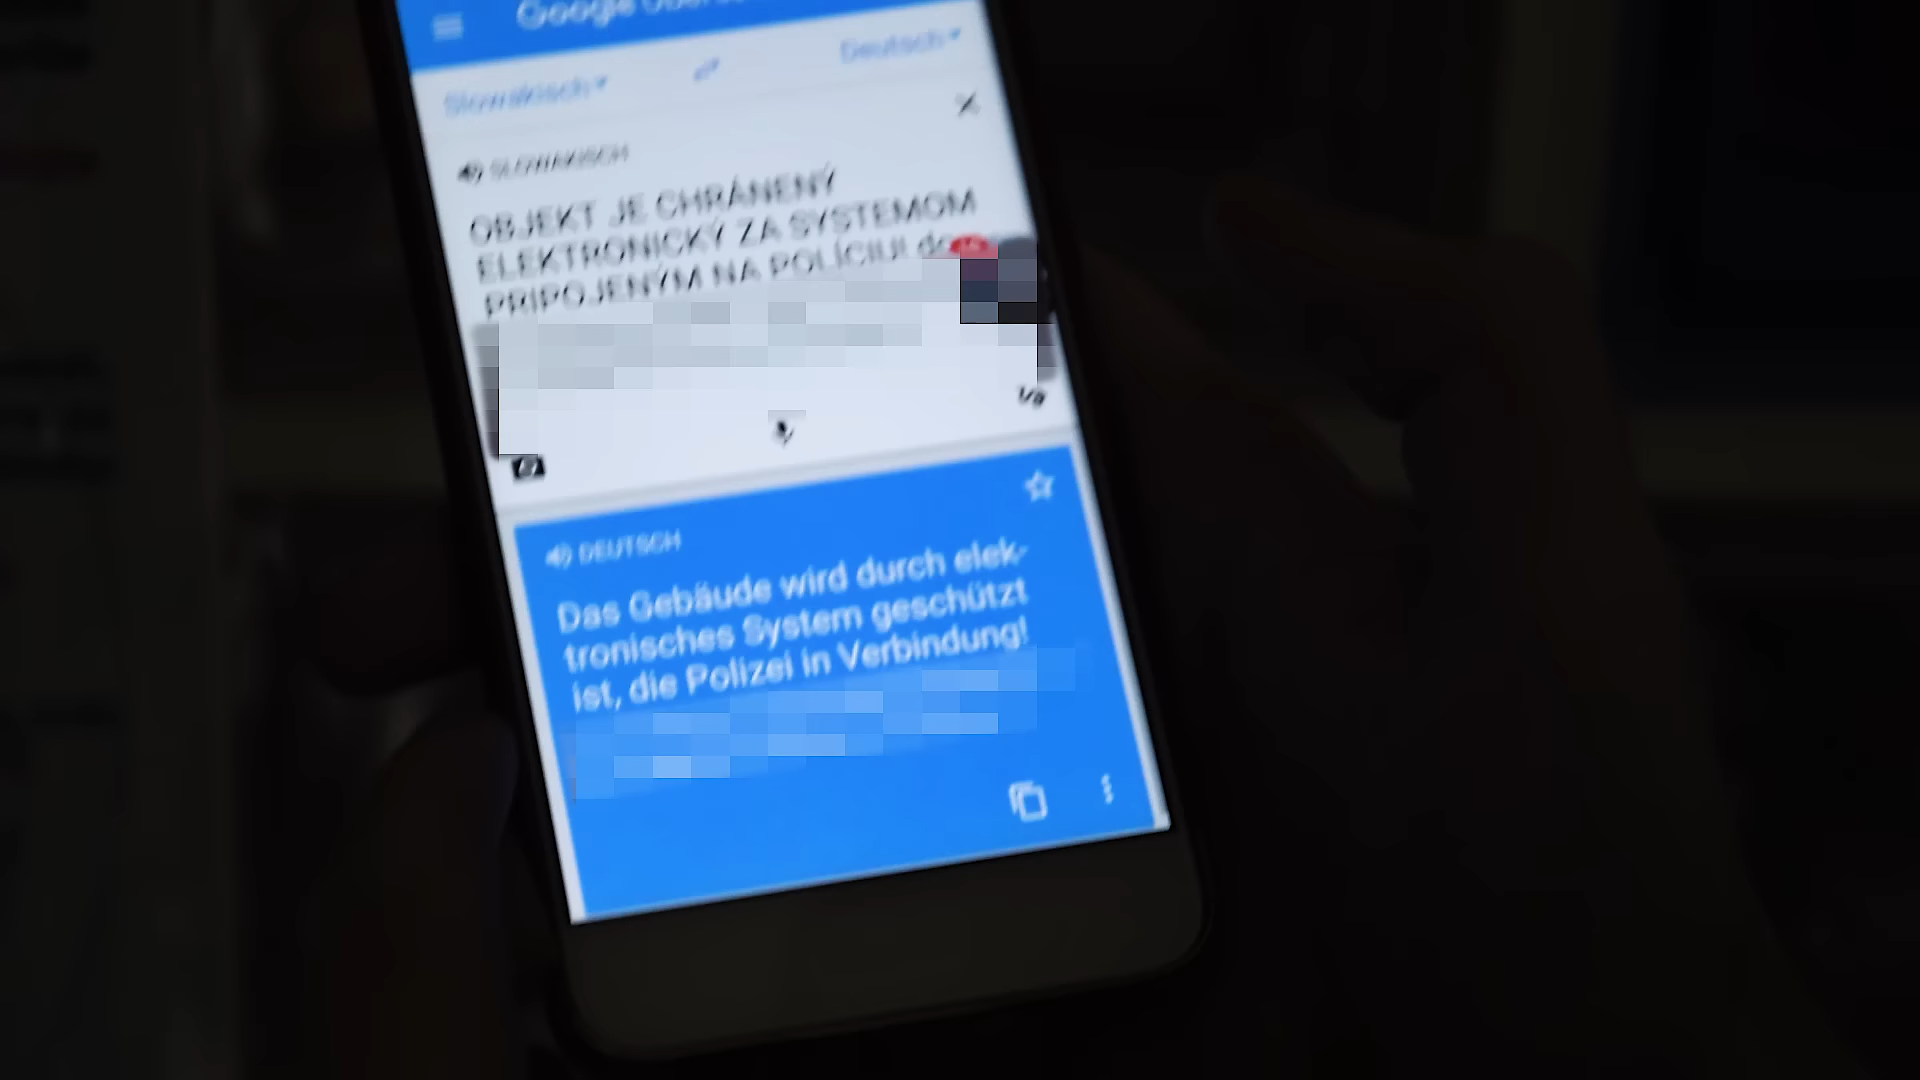 Google
Slowakisch
Deutsch
SLOWAKISCH
OBJEKT JE CHRÁNENÝ
ELEKTRONICKÝ ZA SYSTEMOM
PRIPOJENÝM NA POLÍCIU!
DEUTSCH
Das Gebäude wird durch elek-
tronisches System geschützt
ist, die Polizei in Verbindung!